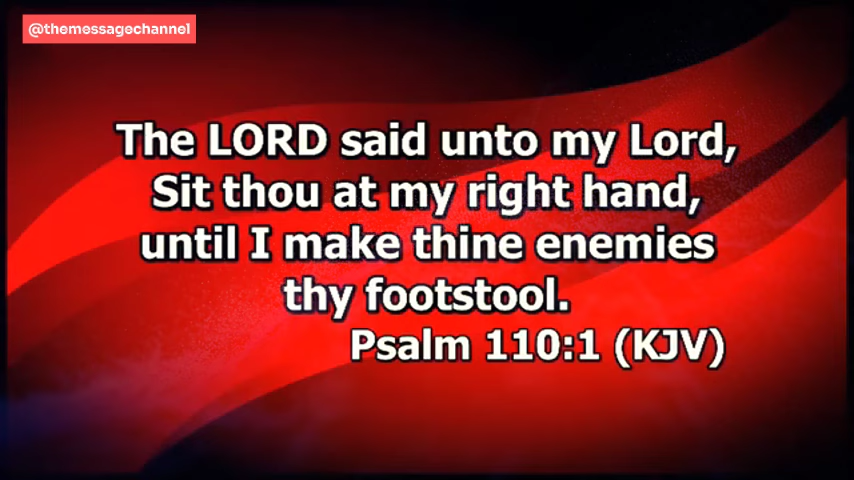 @themessagechannel
The LORD said unto my Lord,
Sit thou at my right hand,
until I make thine enemies
thy footstool.
Psalm 110:1 (KJV)